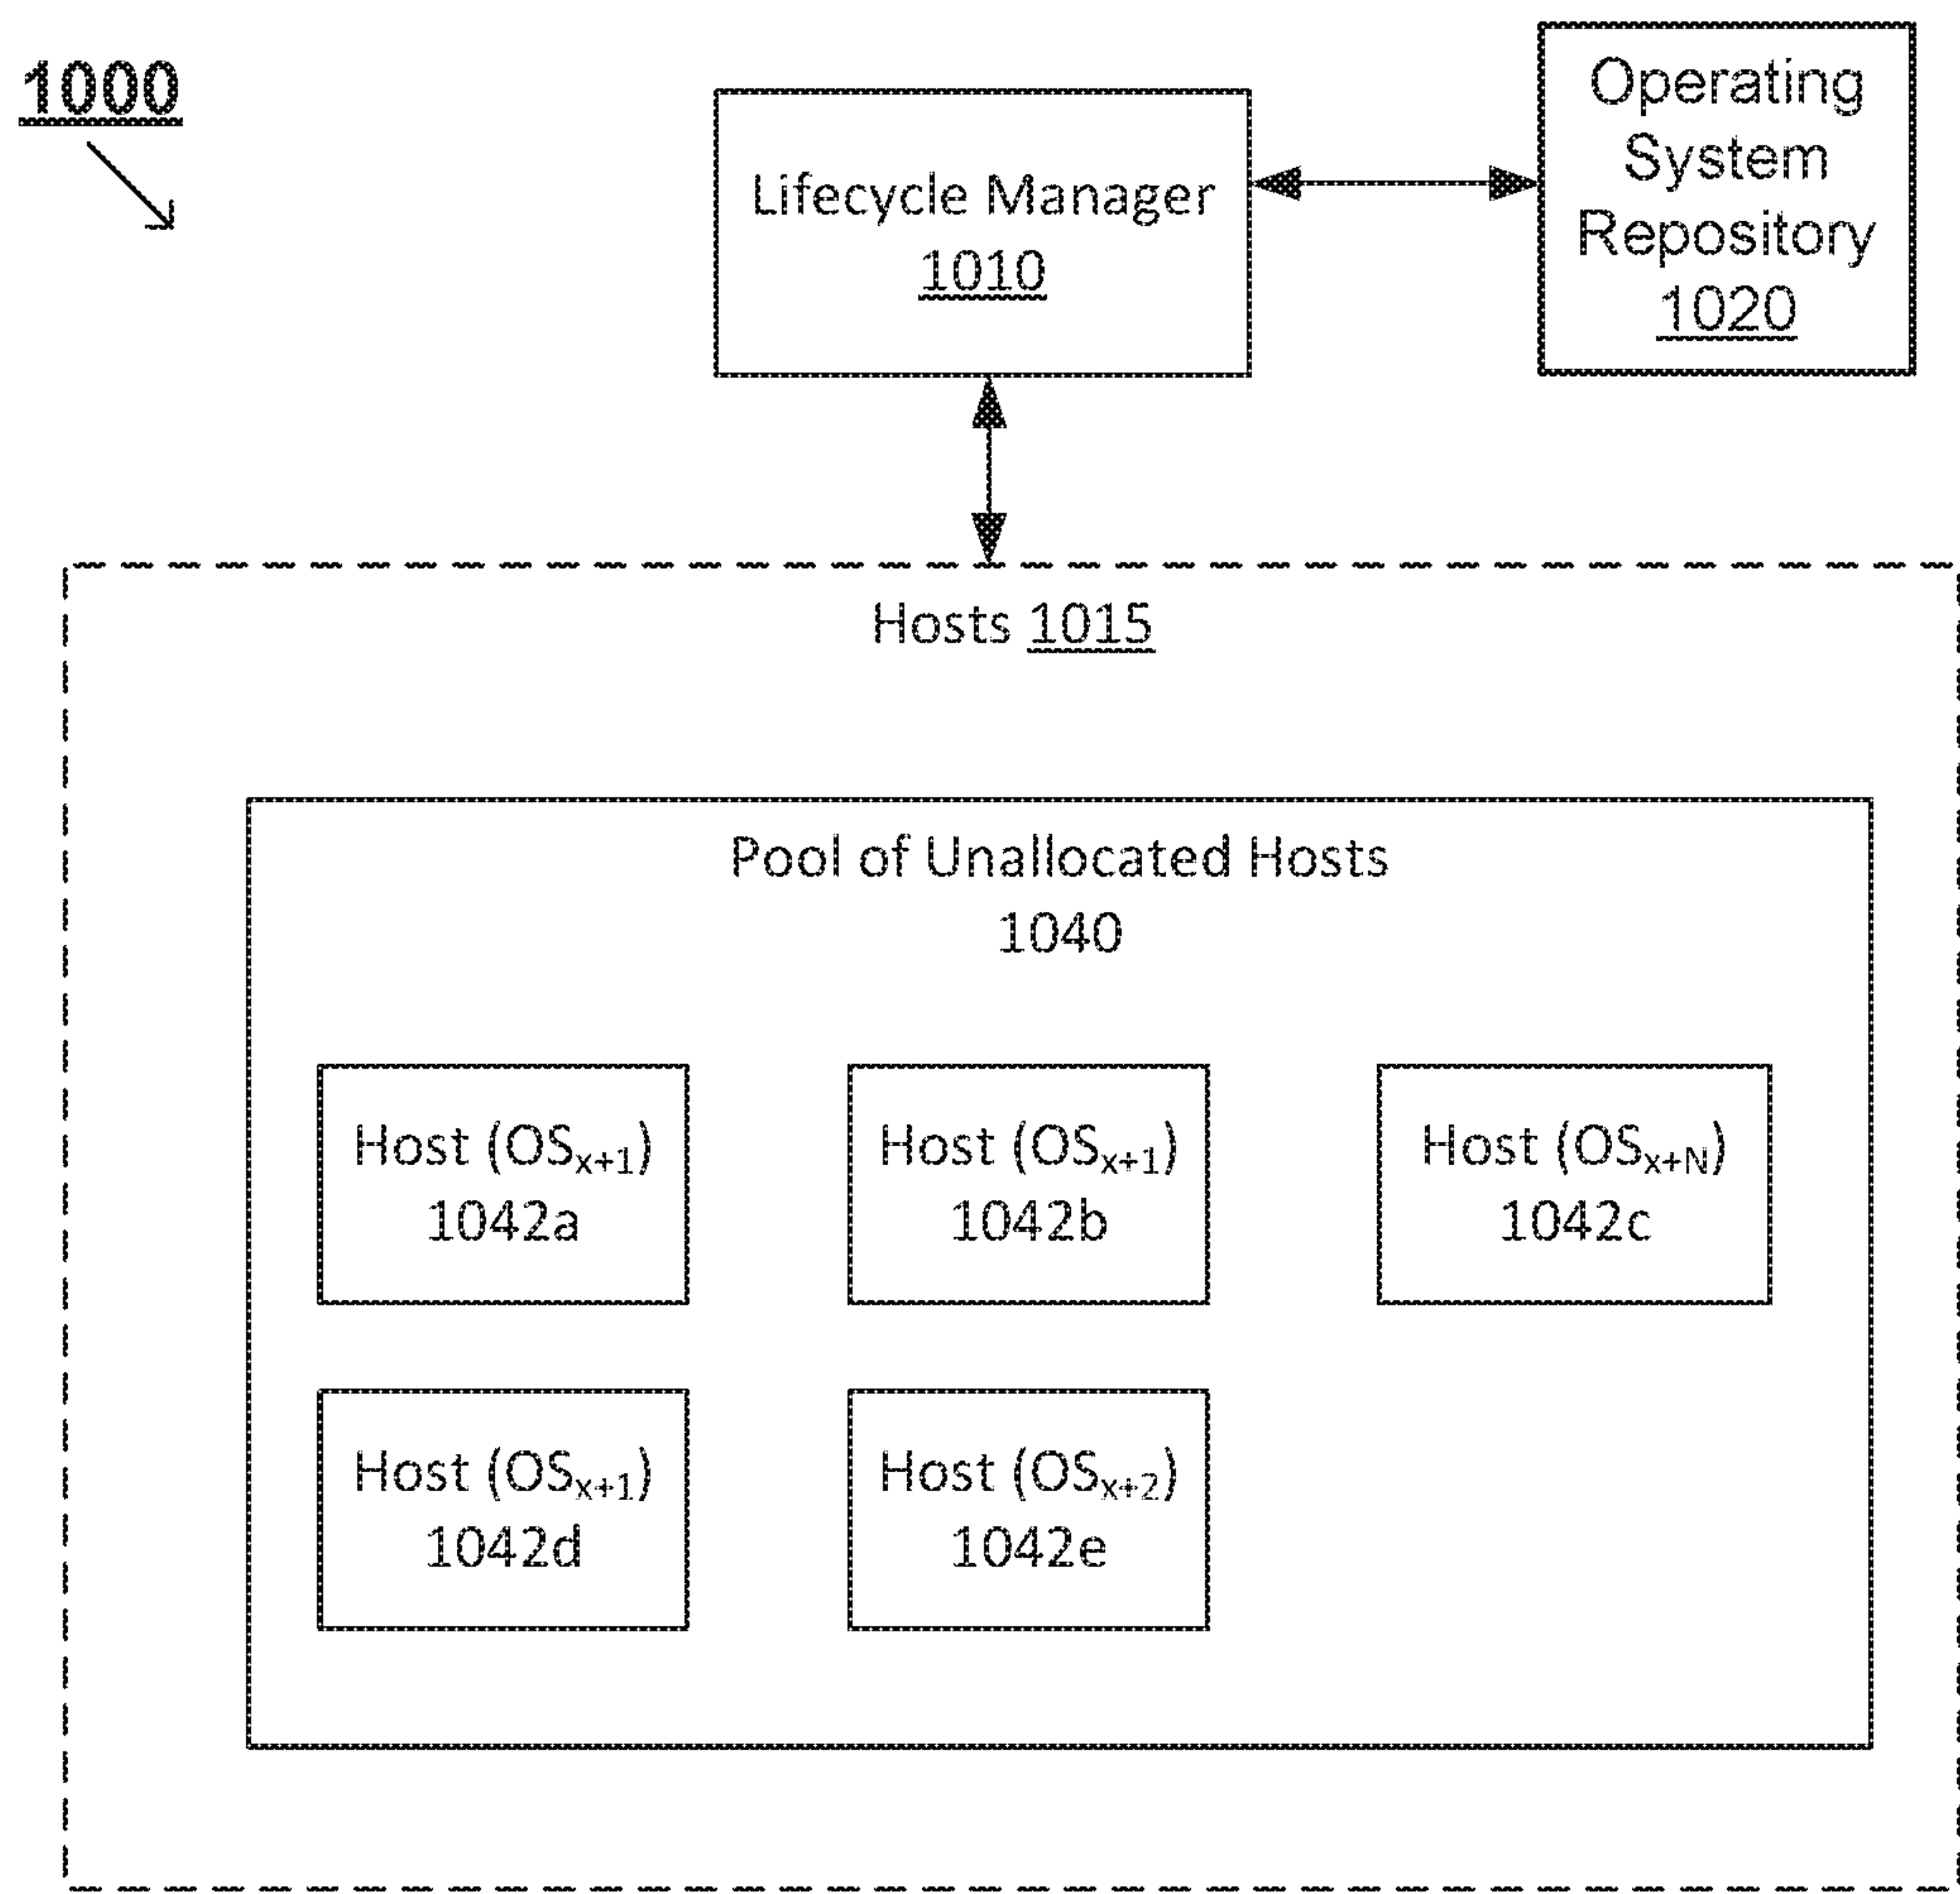 1000
Lifecycle Manager
1010
Operating
System
Repository
1020
Hosts 1015
Pool of Unallocated Hosts
1040
Host (OSx+1)
1042a
Host (OSx+1)
1042b
Host (OSx+N)
1042c
Host (OSx+1)
1042d
Host (OSx+2)
1042e